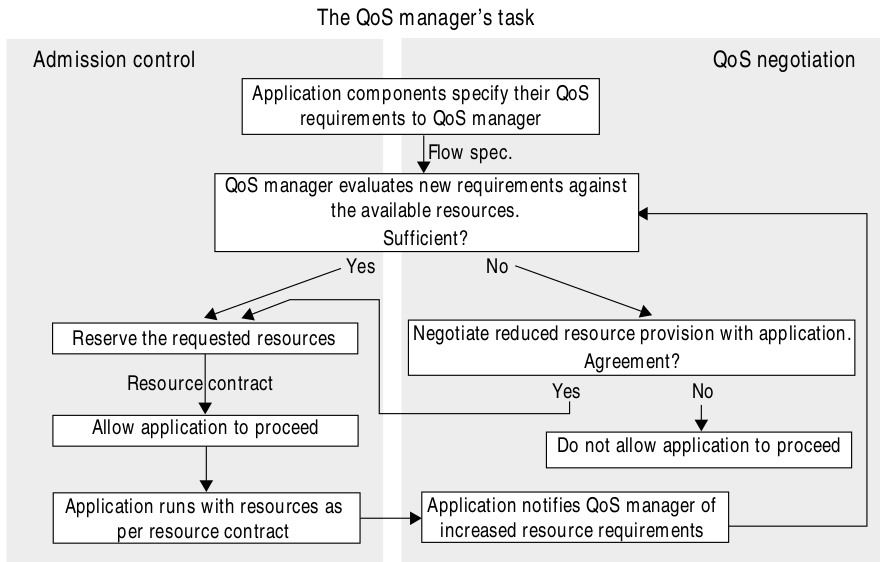 The QoS manager's task
Admission control
QoS negotiation
Application components specify their QoS
requirements to QoS manager
Flow spec.
QoS manager evaluates new requirements against
the available resources.
Sufficient?
Yes
No
Reserve the requested resources
Negotiate reduced resource provision with application.
Agreement?
Resource contract
Yes
No
Allow application to proceed
Do not allow application to proceed
Application runs with resources as
per resource contract
Application notifies QoS manager of
increased resource requirements